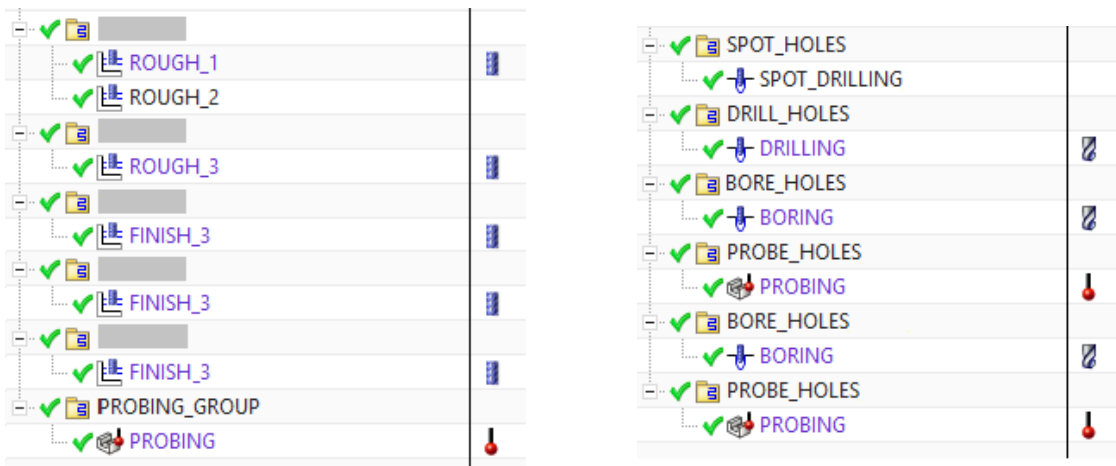 ROUGH_1
ROUGH_2
ROUGH_3
FINISH_3
FINISH_3
FINISH_3
PROBING_GROUP
PROBING
SPOT_HOLES
SPOT_DRILLING
DRILL_HOLES
DRILLING
BORE_HOLES
BORING
PROBE_HOLES
PROBING
BORE_HOLES
BORING
PROBE_HOLES
PROBING